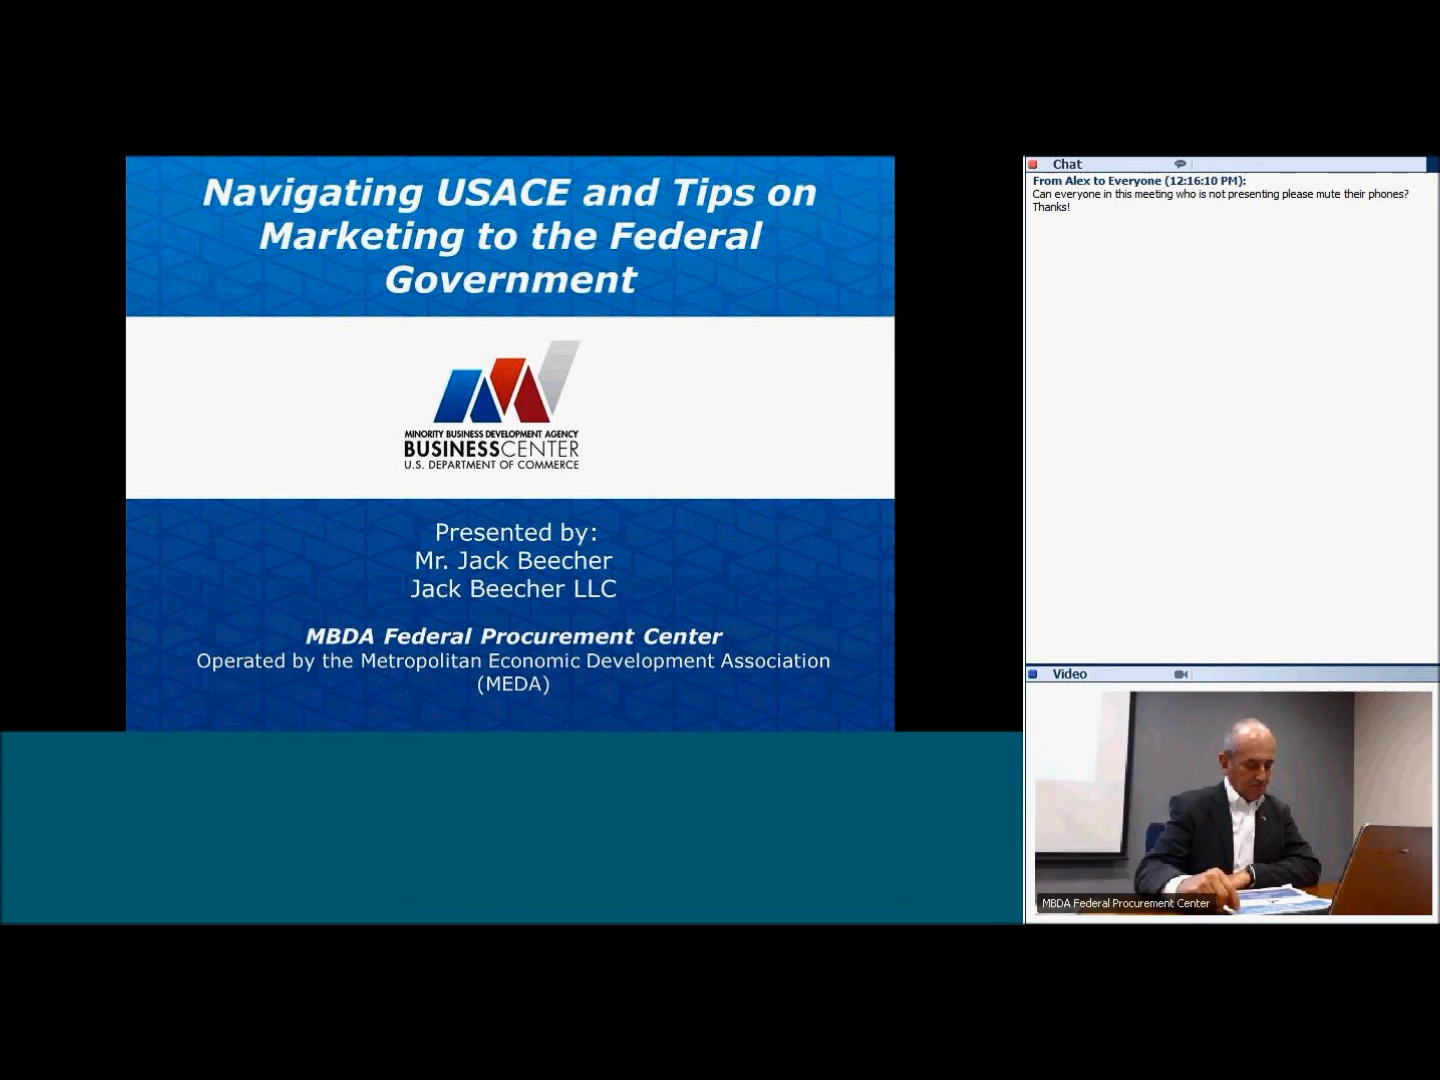 Navigating USACE and Tips on
Marketing to the Federal
Government
MINORITY BUSINESS DEVELOPMENT AGENCY
BUSINESSCENTER
U.S. DEPARTMENT OF COMMERCE
Presented by:
Mr. Jack Beecher
Jack Beecher LLC
MBDA Federal Procurement Center
Operated by the Metropolitan Economic Development Association
(MEDA)
Chat
From Alex to Everyone (12:16:10 PM):
Can everyone in this meeting who is not presenting please mute their phones?
Thanks!
Video
MBDA Federal Procurement Center